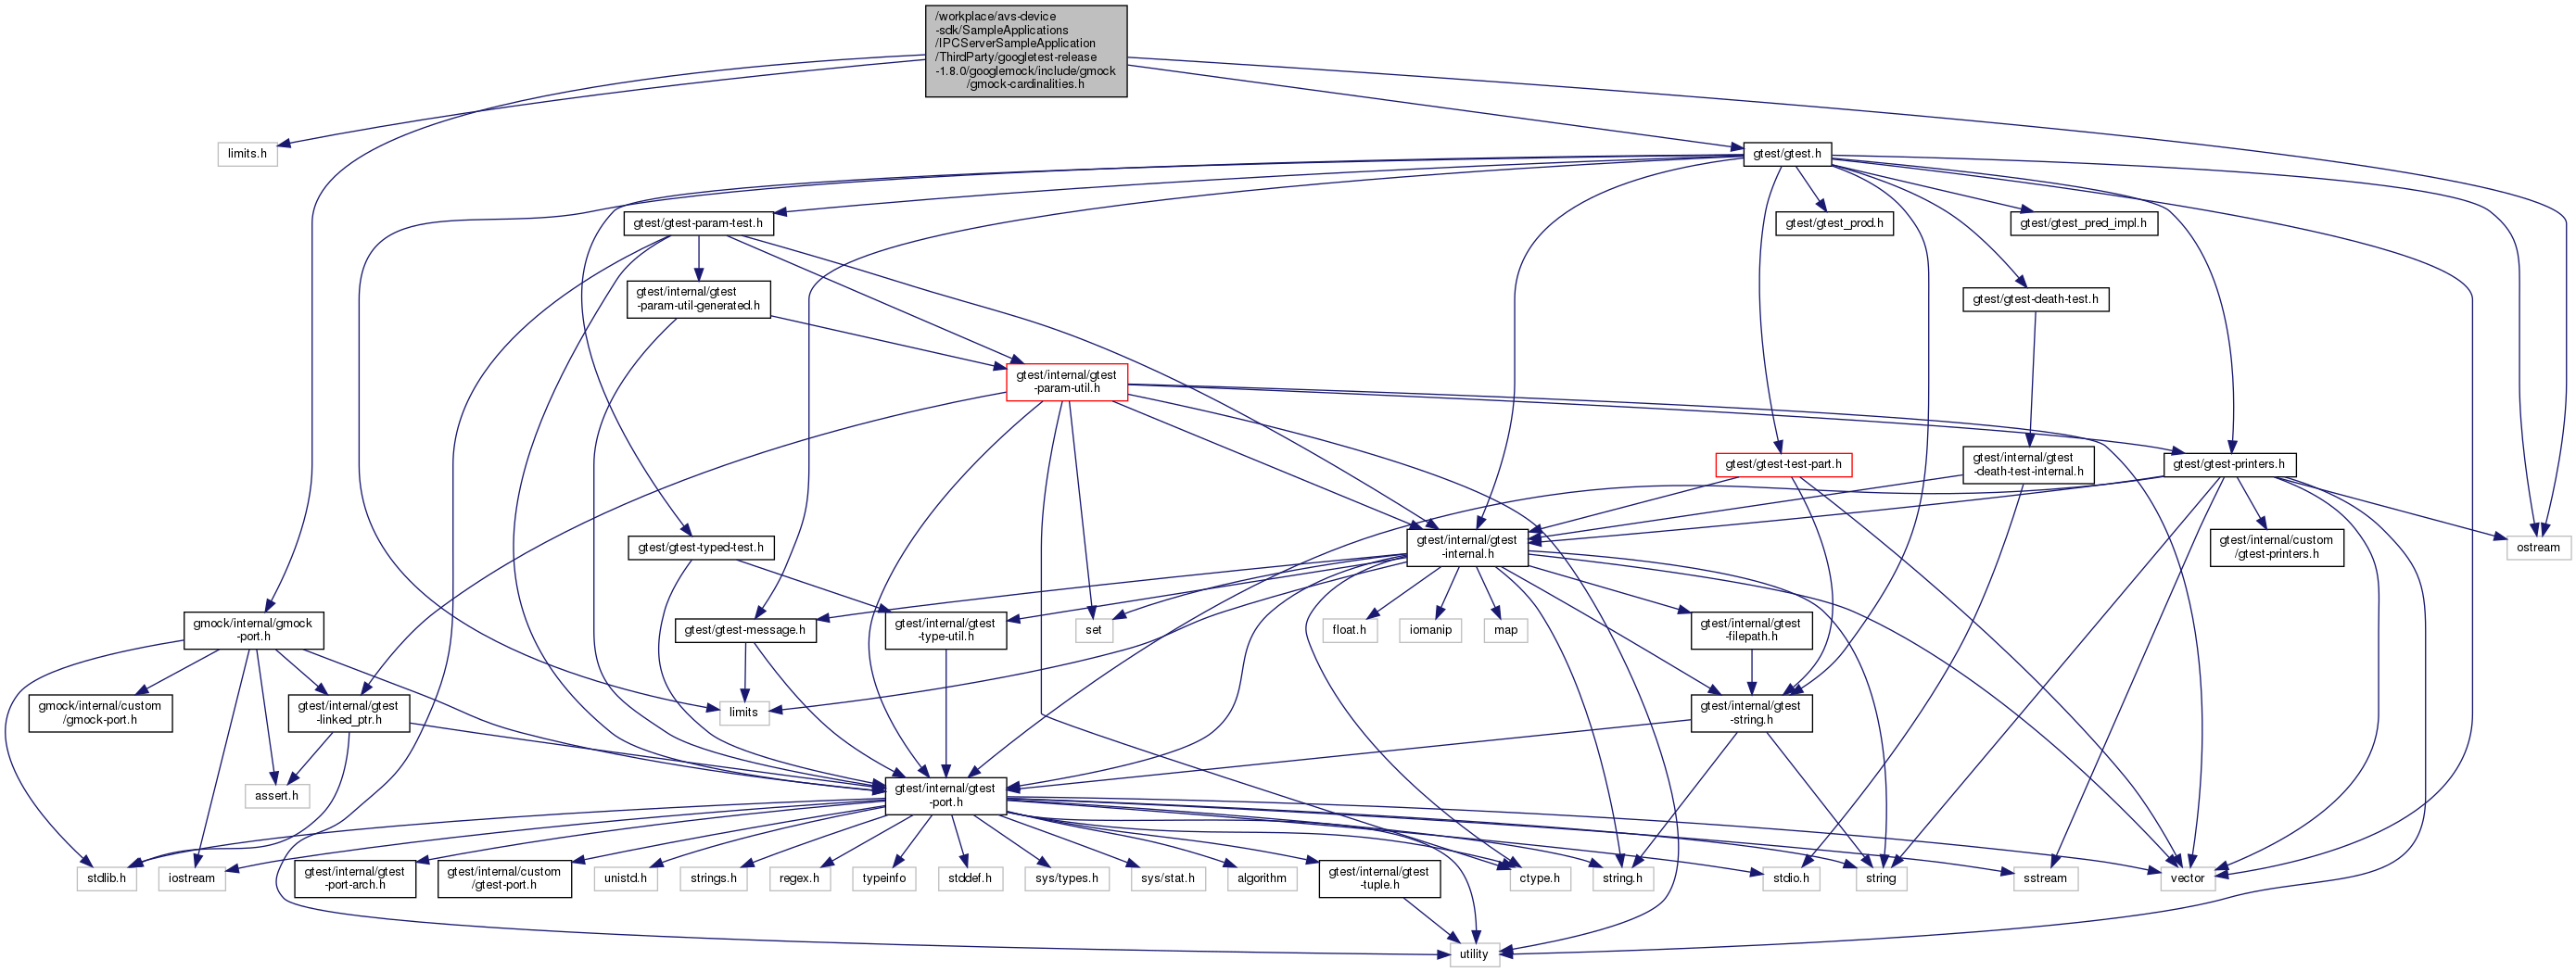 /workplace/avs-device
-sdk/SampleApplications
/IPCServerSampleApplication
/ThirdParty/googletest-release
-1.8.0/googlemock/include/gmock
/gmock-cardinalities.h
limits.h
gtest/gtest.h
gtest/gtest-param-test.h
gtest/gtest_prod.h
gtest/gtest_pred_impl.h
gtest/internal/gtest
-param-util-generated.h
gtest/gtest-death-test.h
gtest/internal/gtest
-param-util.h
gtest/gtest-test-part.h
gtest/internal/gtest
-death-test-internal.h
gtest/gtest-printers.h
gtest/gtest-typed-test.h
gtest/internal/gtest
-internal.h
gtest/internal/custom
/gtest-printers.h
ostream
gmock/internal/gmock
-port.h
gtest/gtest-message.h
gtest/internal/gtest
-type-util.h
set
float.h
iomanip
map
gtest/internal/gtest
-filepath.h
gmock/internal/custom
/gmock-port.h
gtest/internal/gtest
-linked_ptr.h
limits
gtest/internal/gtest
-string.h
assert.h
gtest/internal/gtest
-port.h
stdlib.h
iostream
gtest/internal/gtest
-port-arch.h
gtest/internal/custom
/gtest-port.h
unistd.h
strings.h
regex.h
typeinfo
stddef.h
sys/types.h
sys/stat.h
algorithm
gtest/internal/gtest
-tuple.h
ctype.h
string.h
stdio.h
string
sstream
vector
utility